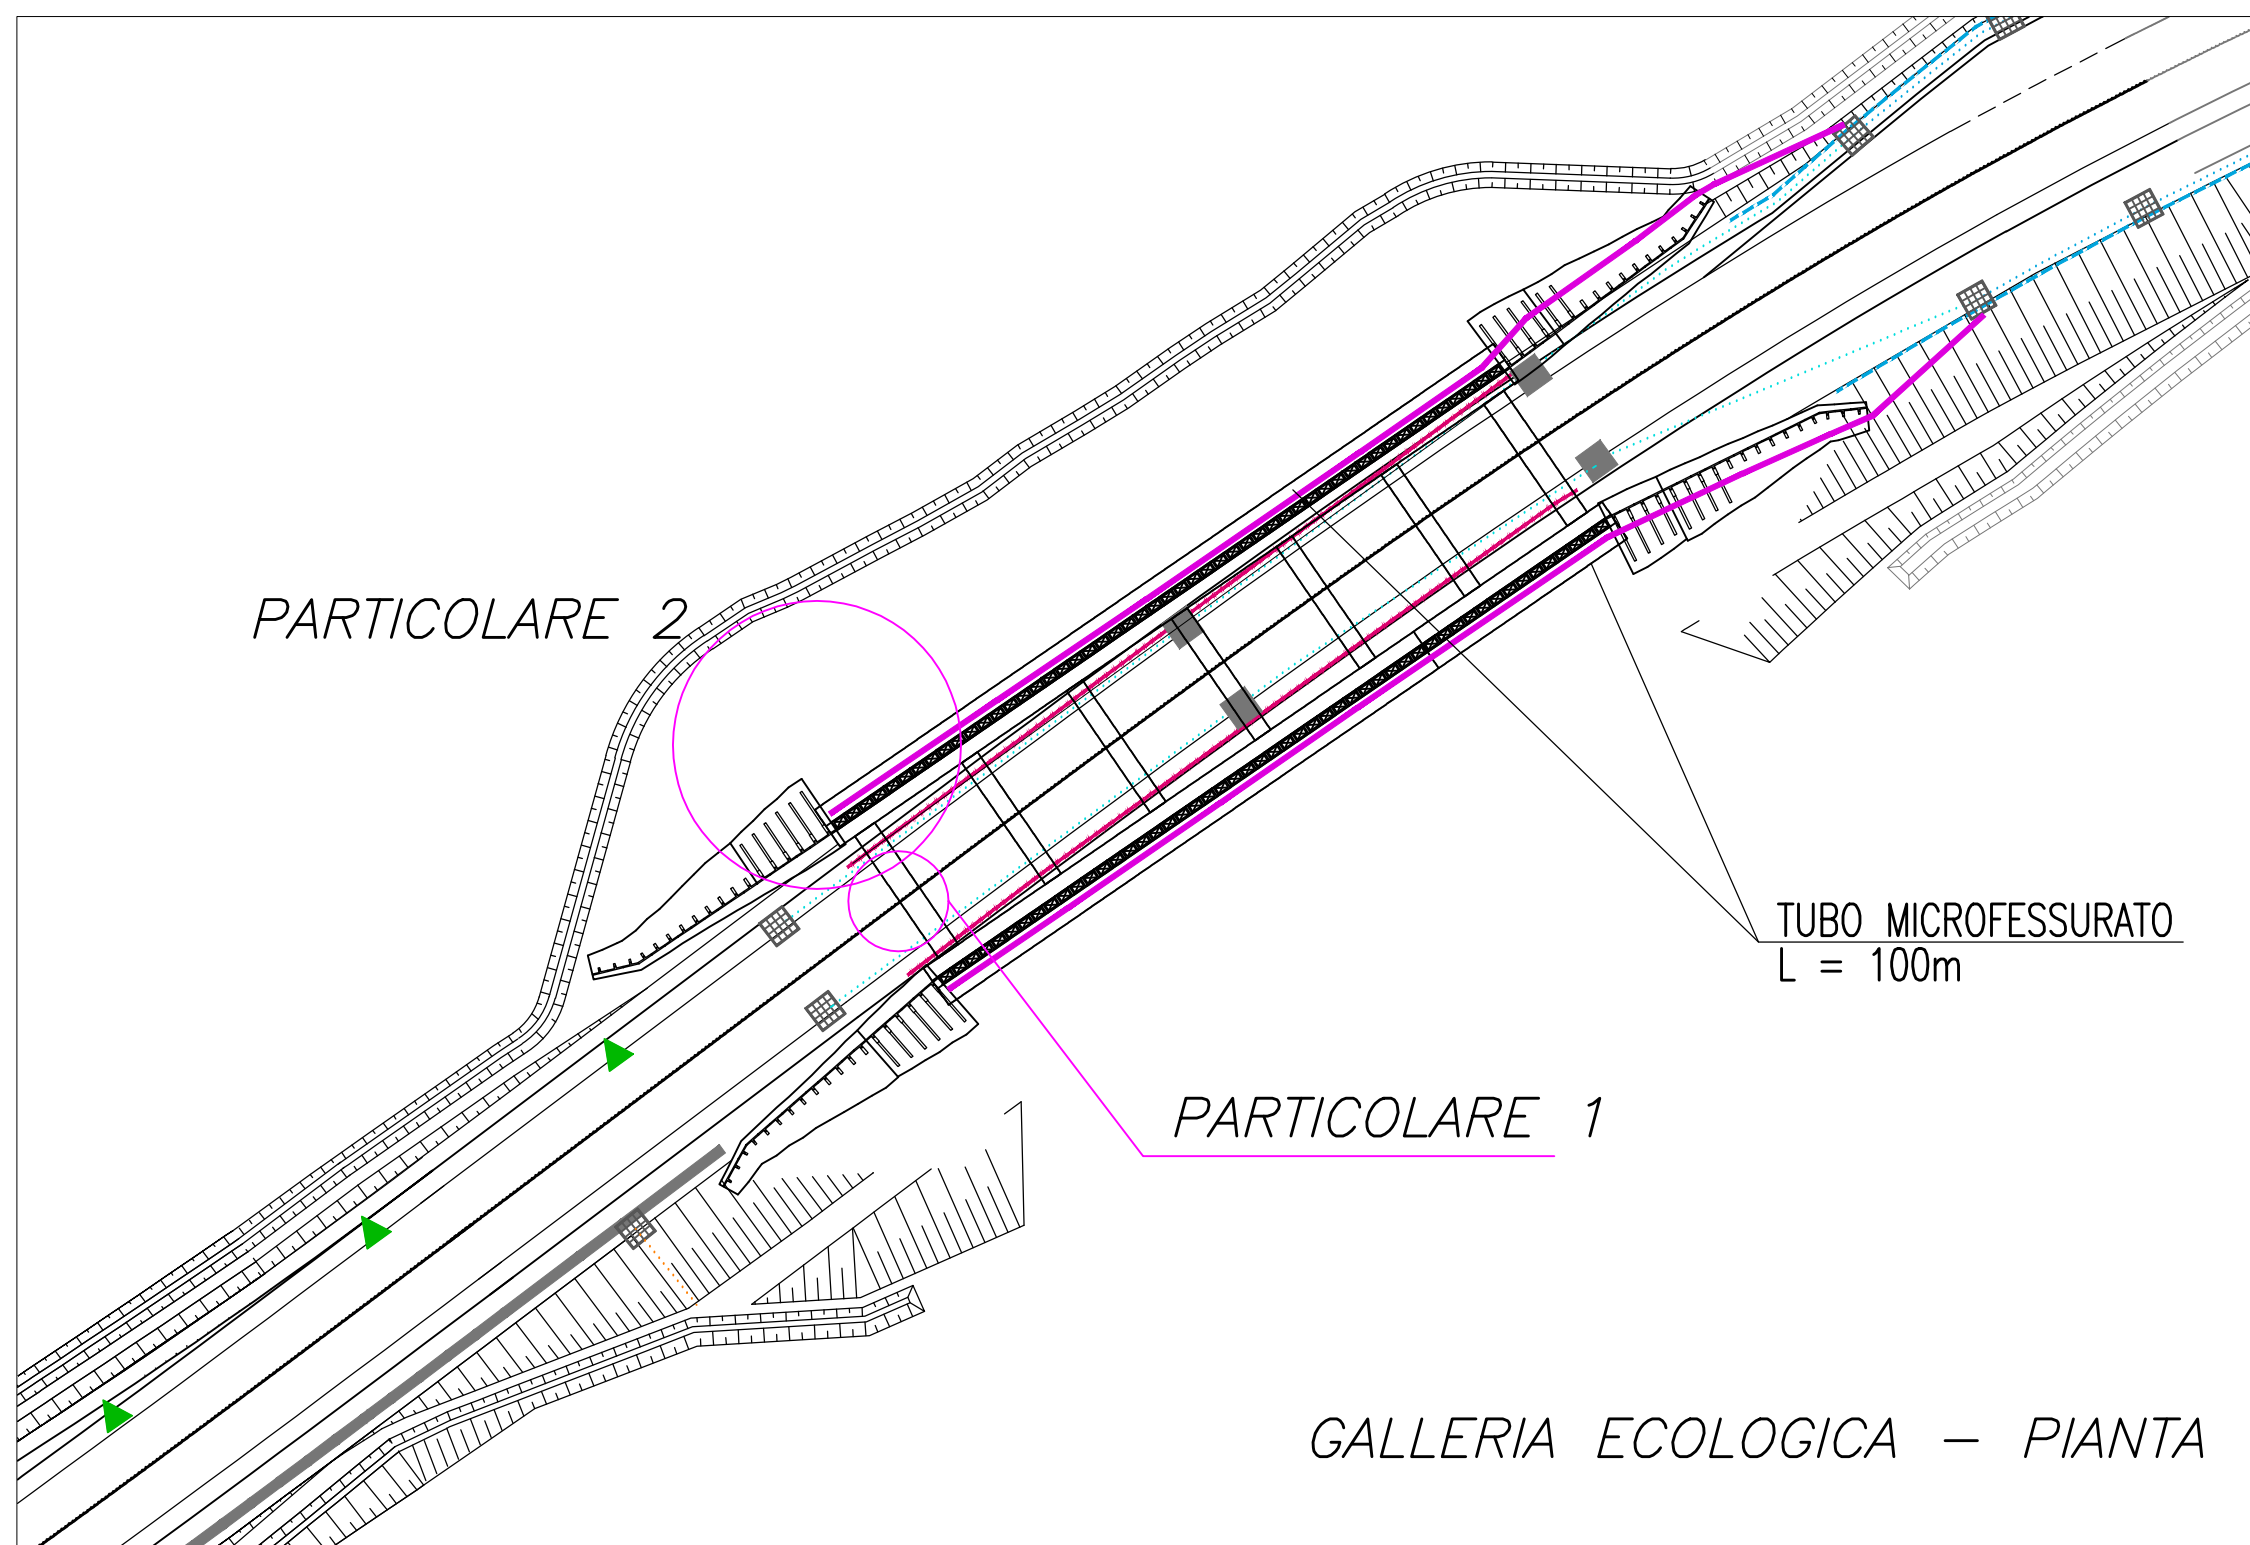 PARTICOLARE 2
TUBO MICROFESSURATO
L = 100m
PARTICOLARE 1
GALLERIA ECOLOGICA - PIANTA